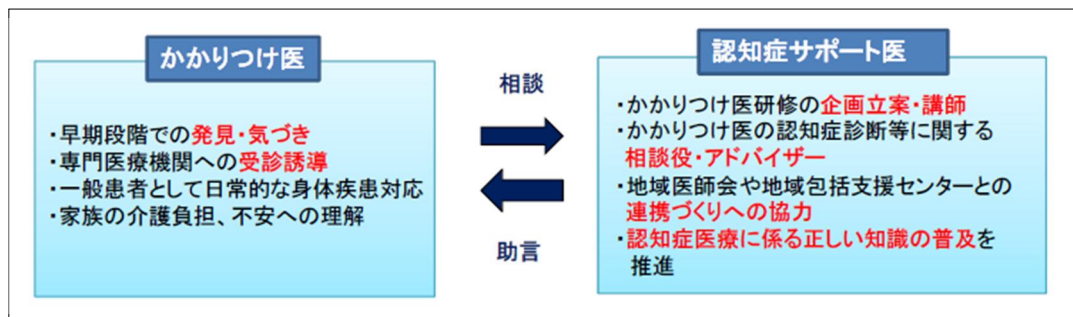 かかりつけ医
・早期段階での発見・気づき
・専門医療機関への受診誘導
・一般患者として日常的な身体疾患対応
・家族の介護負担、不安への理解
相談
助言
認知症サポート医
・かかりつけ医研修の企画立案・講師
・かかりつけ医の認知症診断等に関する
相談役・アドバイザー
・地域医師会や地域包括支援センターとの
連携づくりへの協力
・認知症医療に係る正しい知識の普及を
推進